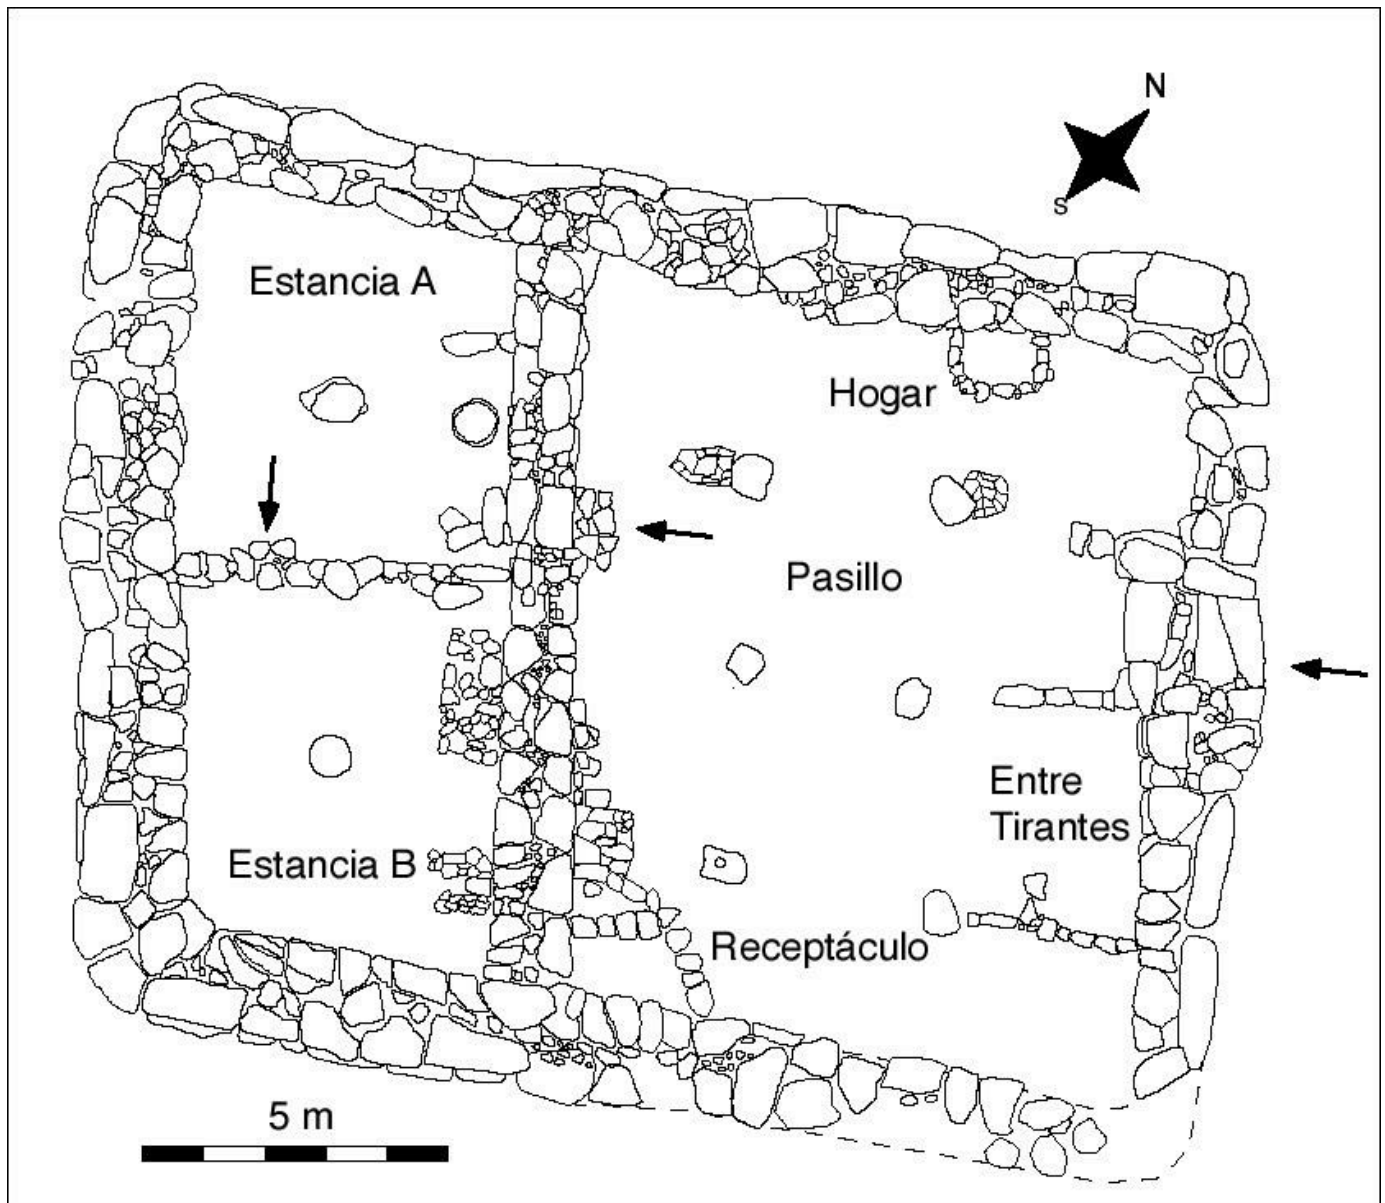 N
S
Estancia A
Hogar
Pasillo
Entre
Tirantes
Estancia B
Receptáculo
5 m